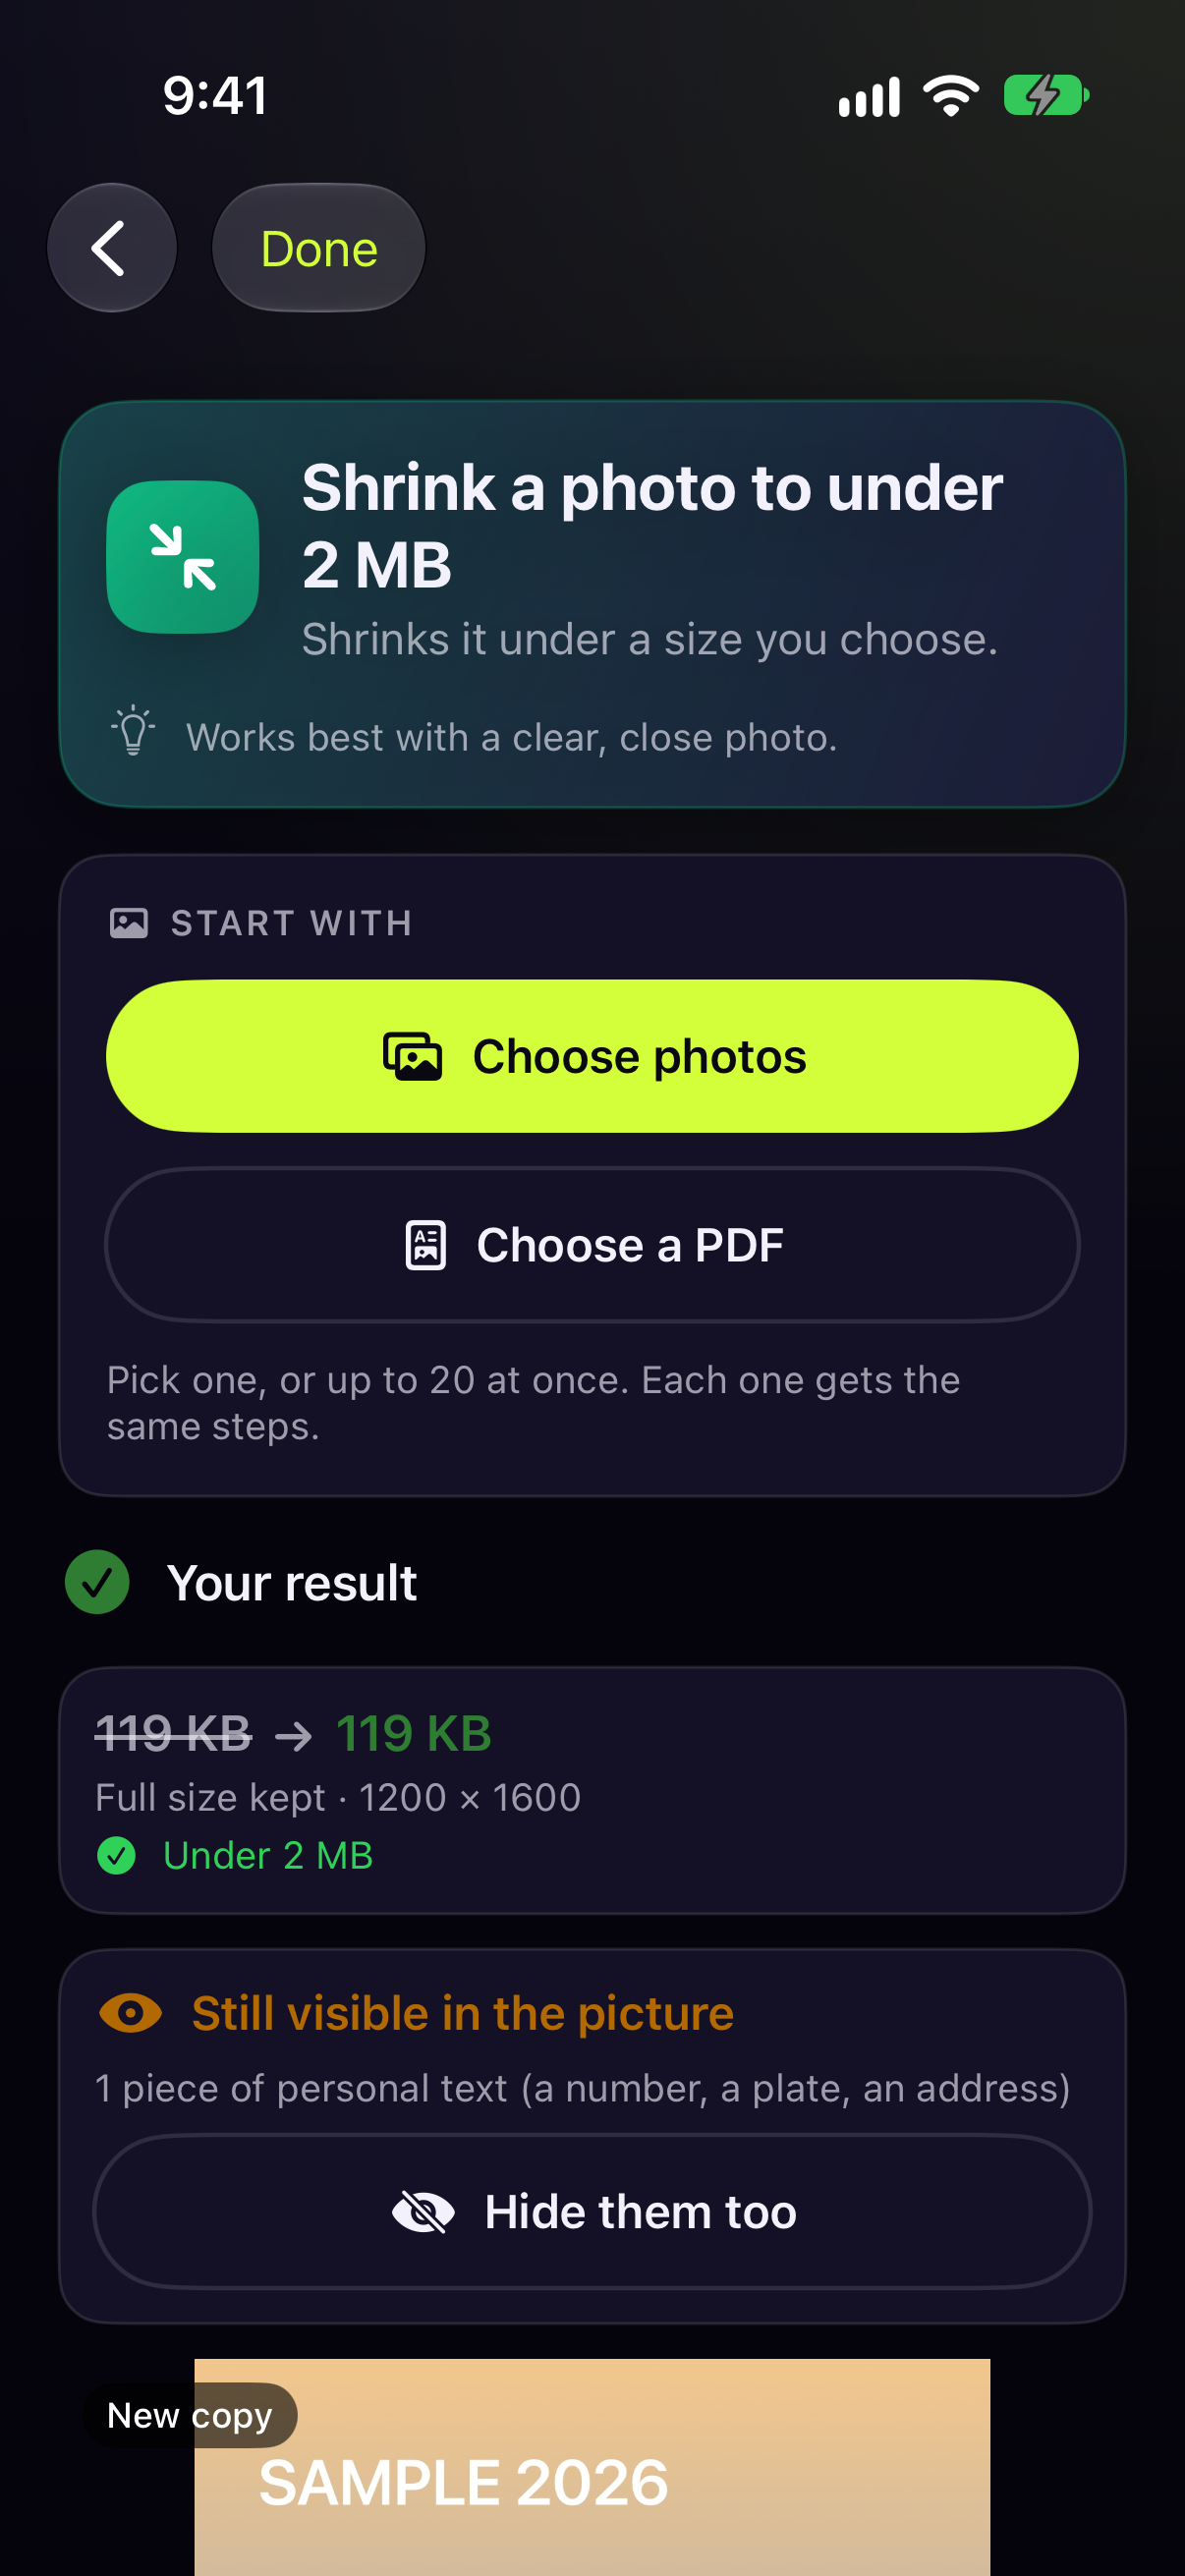 9:41
Done
Shrink a photo to under
2 MB
Shrinks it under a size you choose.
Works best with a clear, close photo.
START WITH
Choose photos
Choose a PDF
Pick one, or up to 20 at once. Each one gets the
same steps.
Your result
119 KB → 119 KB
Full size kept · 1200 × 1600
Under 2 MB
Still visible in the picture
1 piece of personal text (a number, a plate, an address)
Hide them too
New copy
SAMPLE 2026